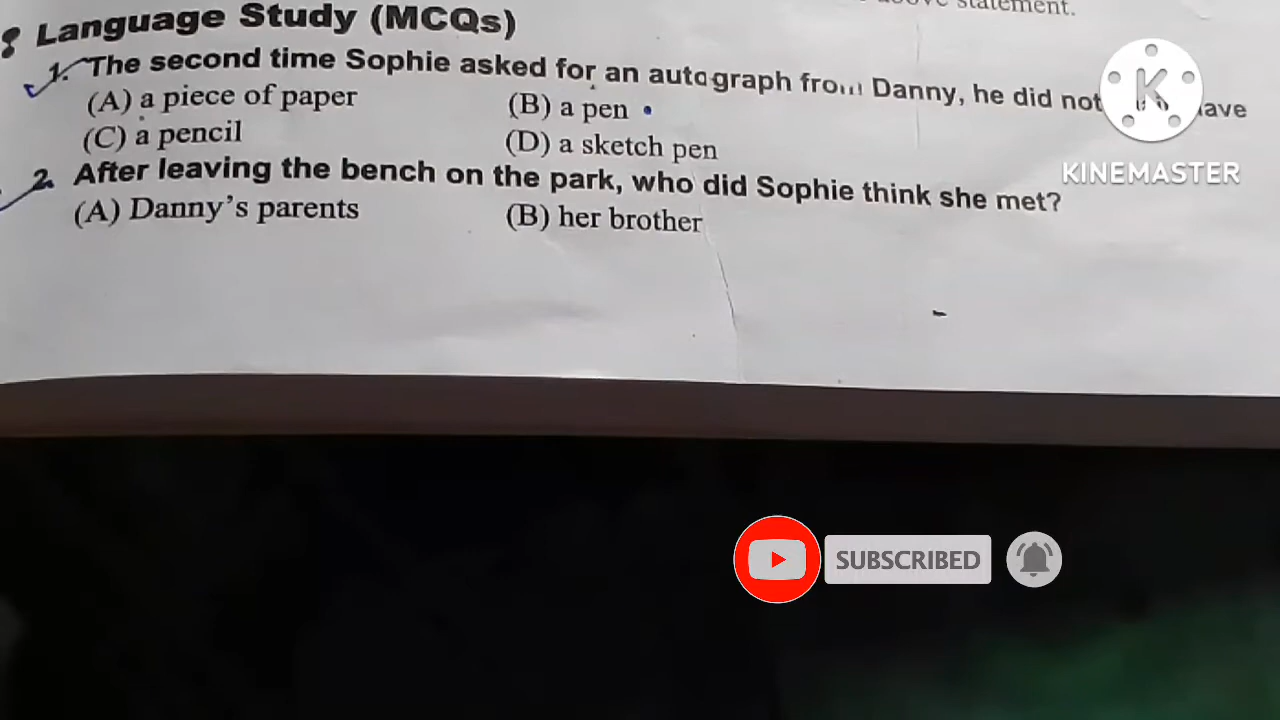 statement.
Language Study (MCQs)
1. The second time Sophie asked for an autograph from Danny, he did not
(A) a piece of paper (B) a pen
(C) a pencil (D) a sketch pen
2. After leaving the bench on the park, who did Sophie think she met?
(A) Danny's parents (B) her brother
K
KINEMASTER
SUBSCRIBED